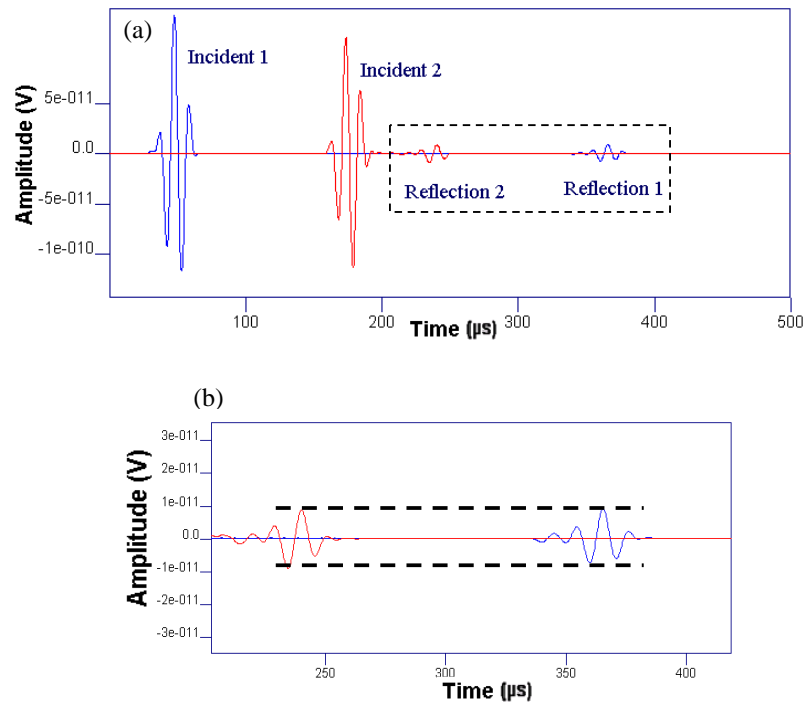 (a)
Incident 1
Incident 2
Reflection 2
Reflection 1
Amplitude (V)
5e-011
0.0
-5e-011
-1e-010
100
200
300
400
500
Time (µs)
(b)
Amplitude (V)
3e-011
2e-011
1e-011
0.0
-1e-011
-2e-011
-3e-011
250
300
350
400
Time (µs)